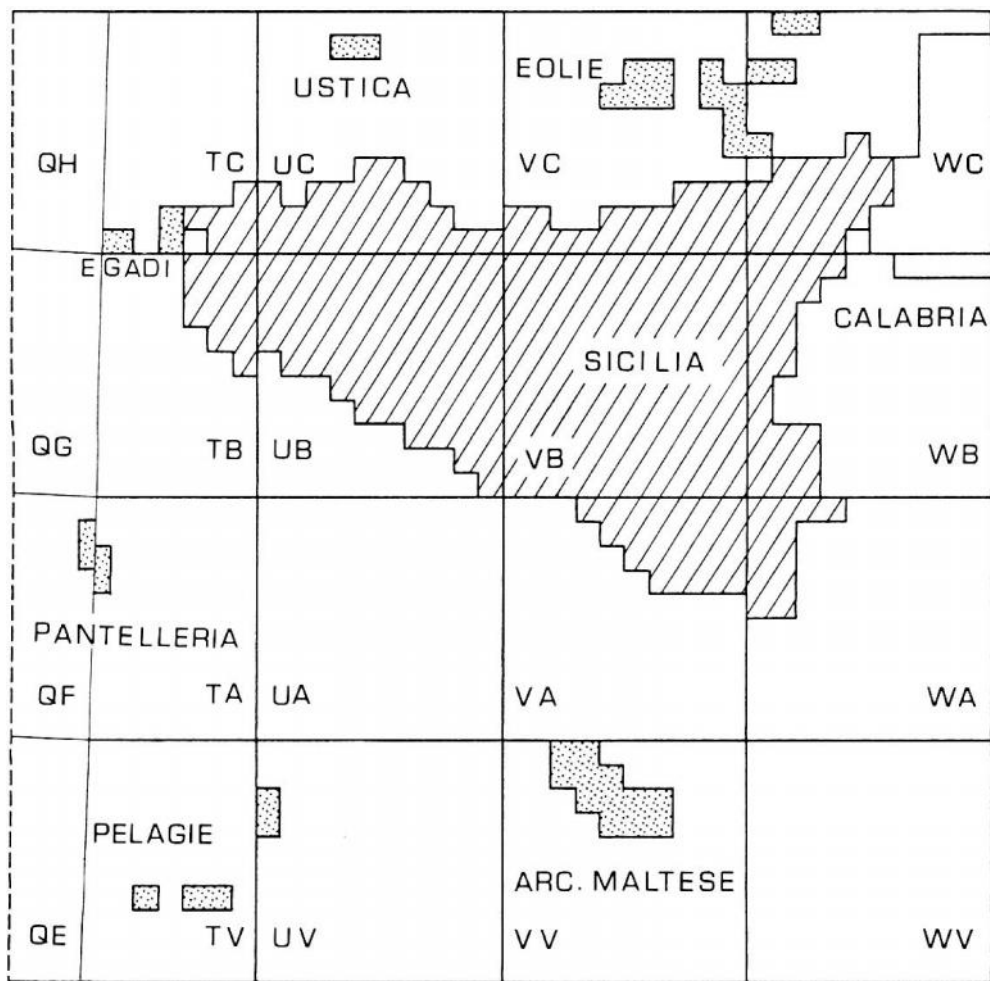 EOLIE
USTICA
QH
TC
UC
VC
WC
EGADI
CALABRIA
SICILIA
QG
TB
UB
VB
WB
PANTELLERIA
QF
TA
UA
VA
WA
PELAGIE
ARC. MALTESE
QE
TV
UV
VV
WV